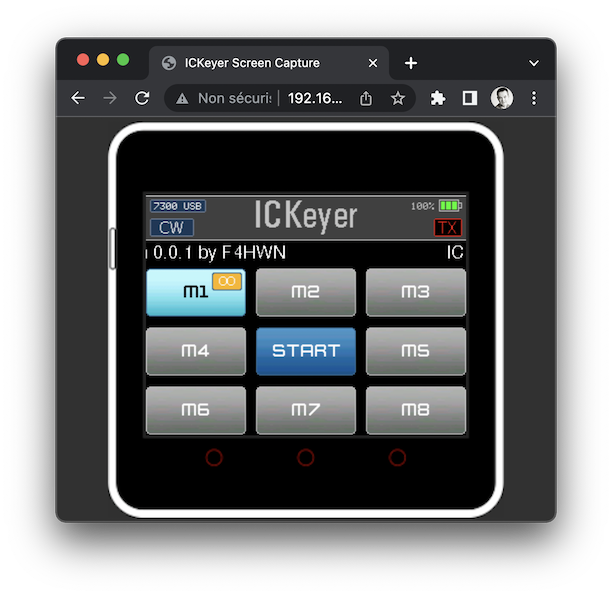 ICKeyer Screen Capture
Non sécuris 192.16...
7300 USB
ICKeyer
100%
CW
TX
0.0.1 by F4HWN IC
M1
M2
M3
M4
START
M5
M6
M7
M8